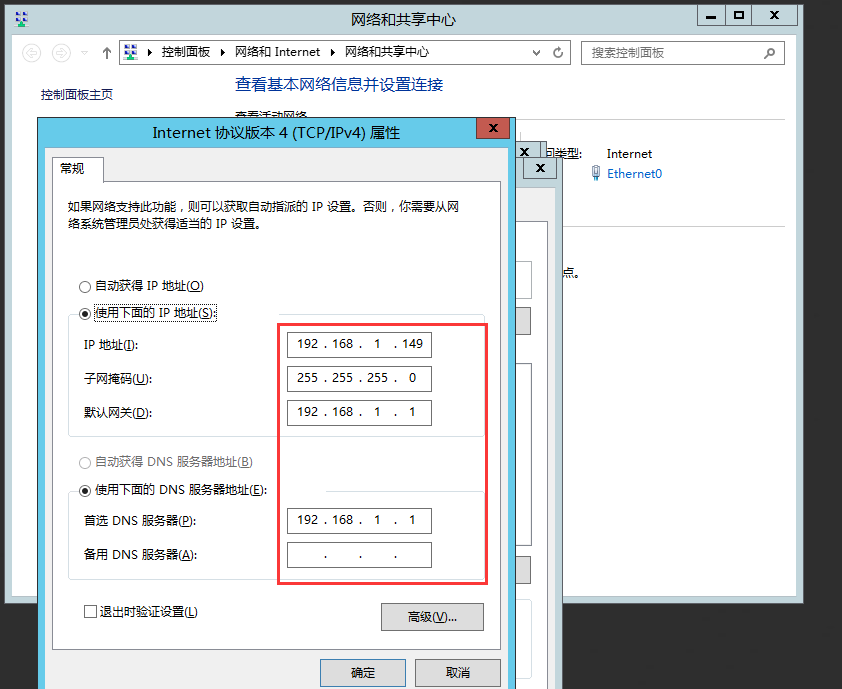 网络和共享中心
控制面板 网络和 Internet 网络和共享中心
搜索控制面板
控制面板主页
查看基本网络信息并设置连接
查看活动网络
问类型: Internet
Ethernet0
点。
Internet 协议版本 4 (TCP/IPv4) 属性
常规
如果网络支持此功能，则可以获取自动指派的 IP 设置。否则，你需要从网
络系统管理员处获得适当的 IP 设置。
自动获得 IP 地址(O)
使用下面的 IP 地址(S):
IP 地址(I): 192 . 168 . 1 . 149
子网掩码(U): 255 . 255 . 255 . 0
默认网关(D): 192 . 168 . 1 . 1
自动获得 DNS 服务器地址(B)
使用下面的 DNS 服务器地址(E):
首选 DNS 服务器(P): 192 . 168 . 1 . 1
备用 DNS 服务器(A): . . .
退出时验证设置(L)
高级(V)...
确定 取消